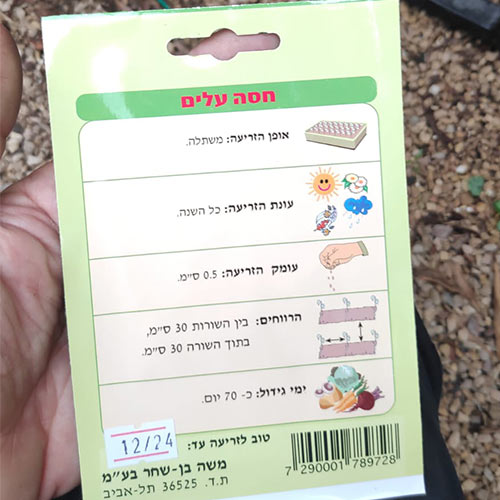 חסה עלים
אופן הזריעה: משתלה.
עונת הזריעה: כל השנה.
עומק הזריעה: 0.5 ס״מ.
הרווחים: בין השורות 30 ס״מ,
בתוך השורה 30 ס״מ.
ימי גידול: כ- 70 יום.
טוב לזריעה עד: 12/24
משה בן-שחר בע״מ
ת.ד. 36525 תל-אביב
7 290001 789728